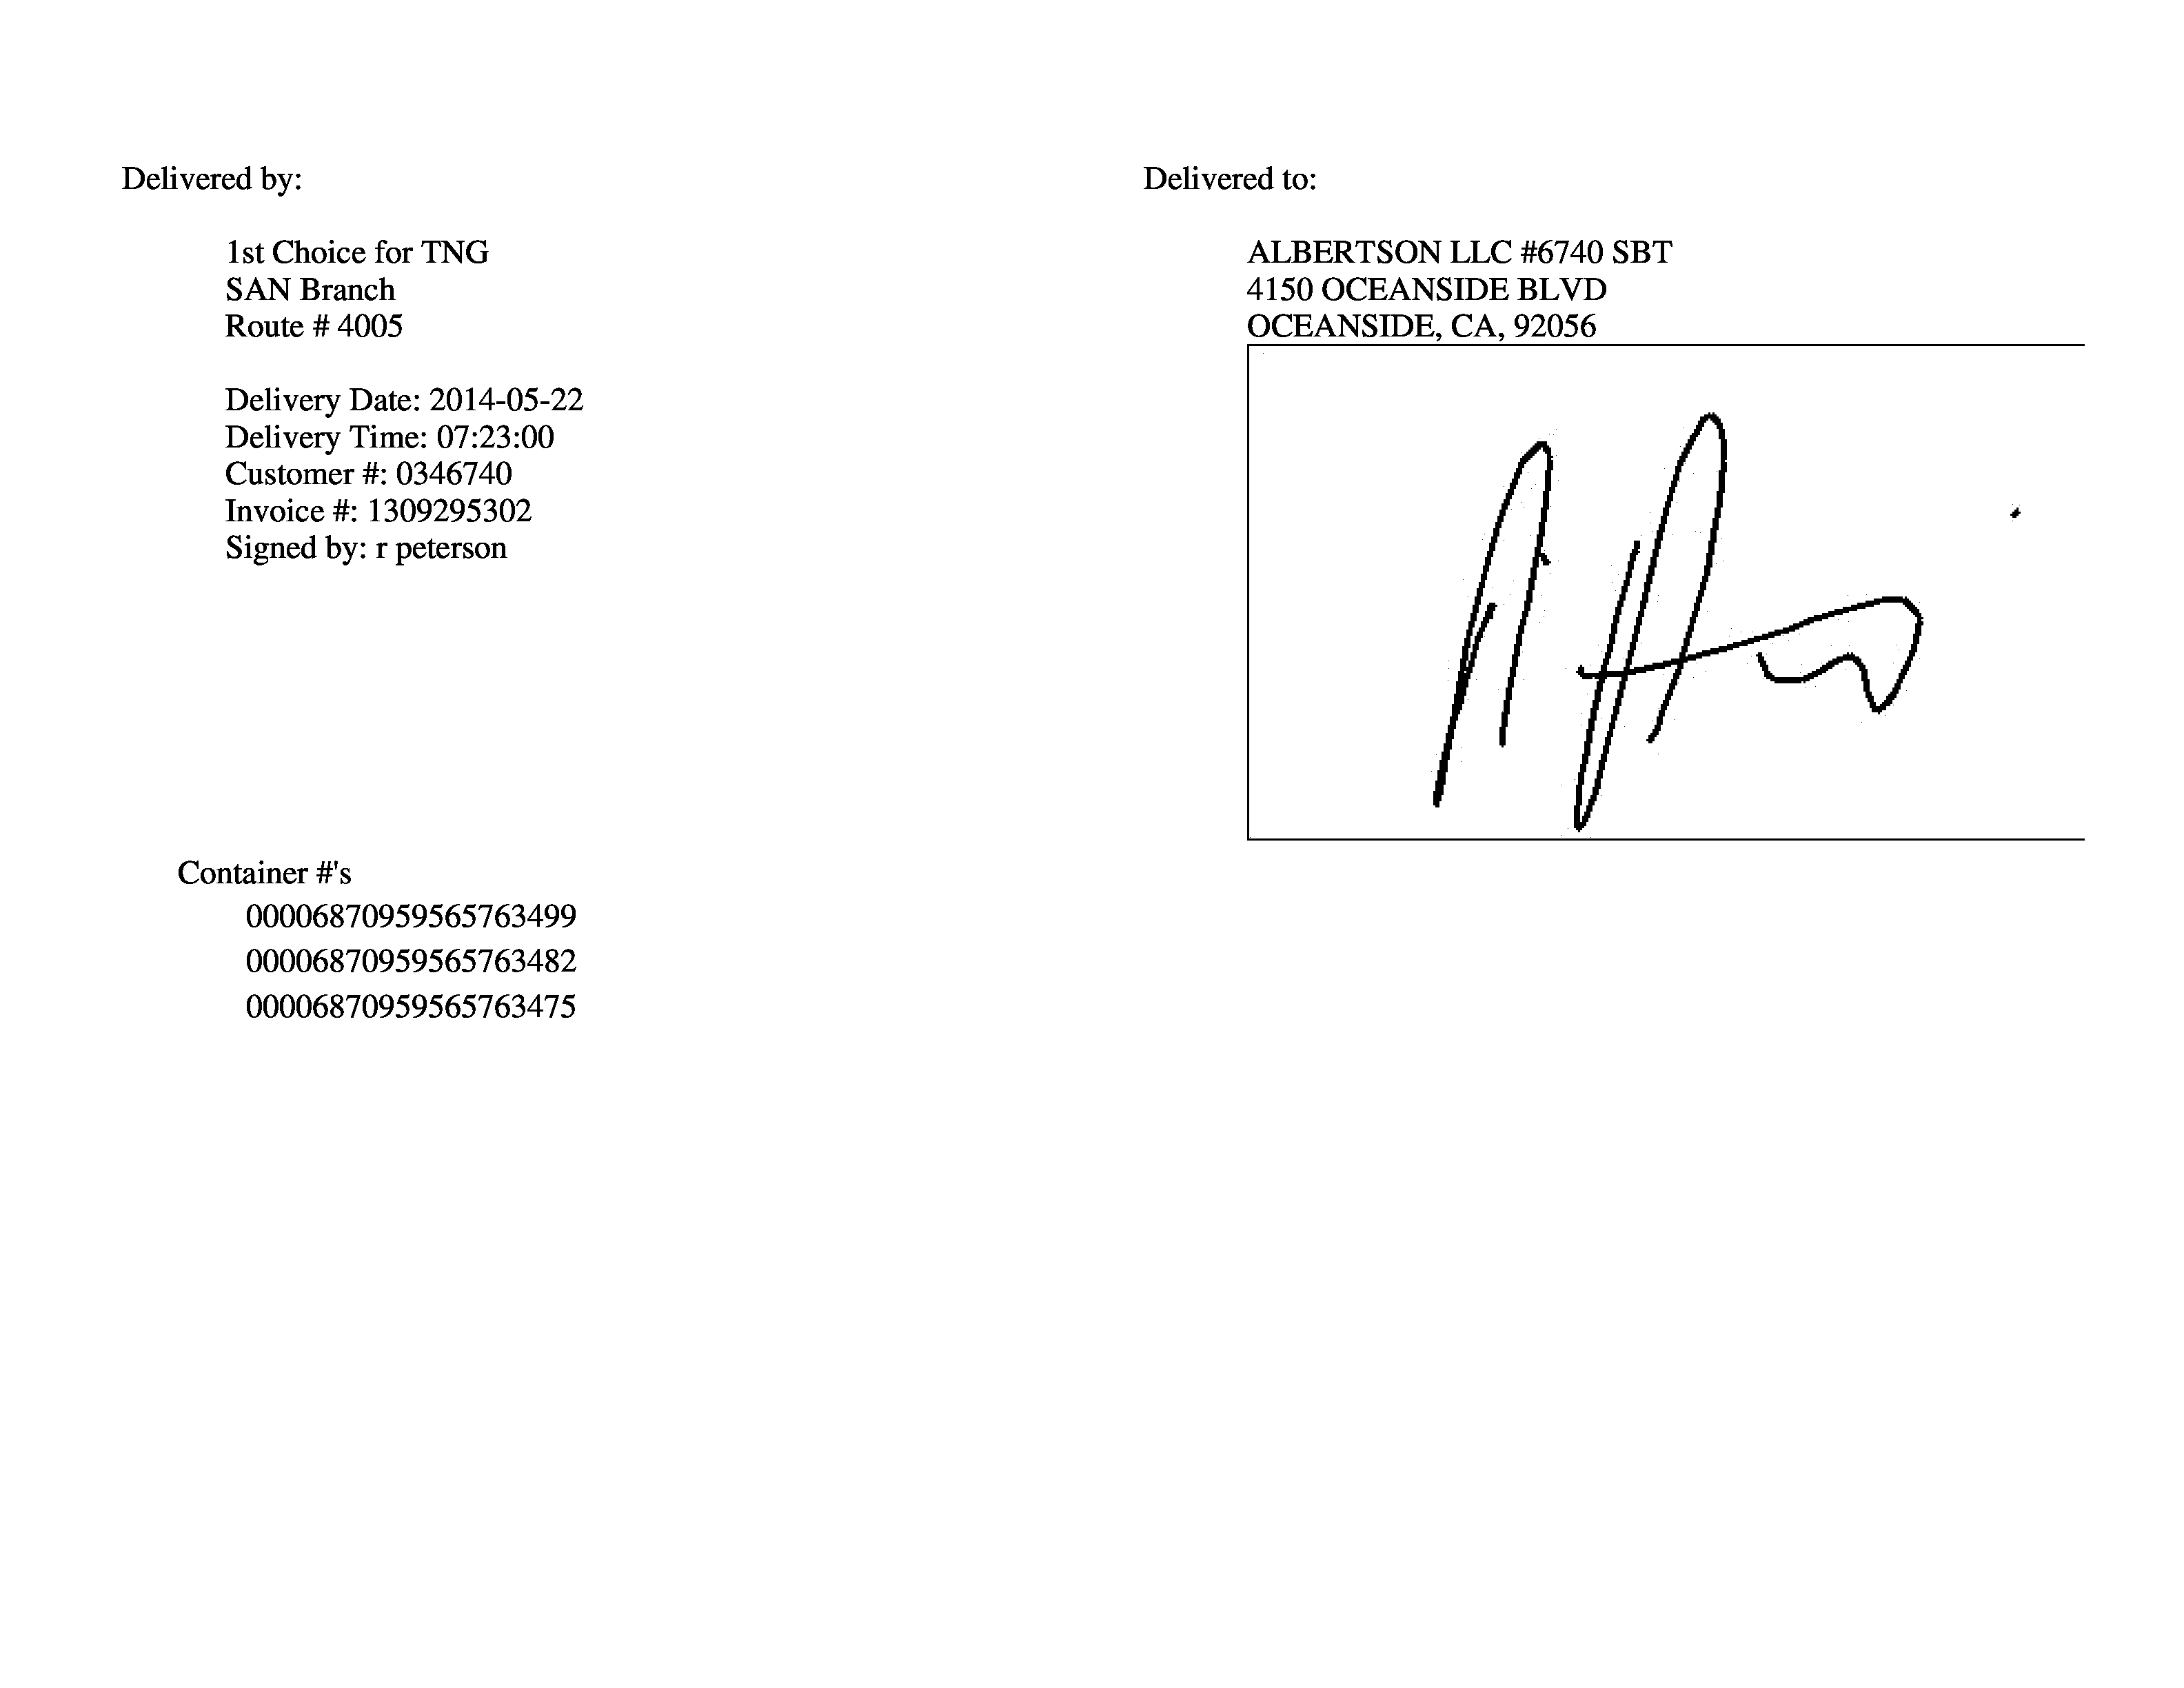 Delivered by:
1st Choice for TNG
SAN Branch
Route # 4005
Delivery Date: 2014-05-22
Delivery Time: 07:23:00
Customer #: 0346740
Invoice #: 1309295302
Signed by: r peterson
Delivered to:
ALBERTSON LLC #6740 SBT
4150 OCEANSIDE BLVD
OCEANSIDE, CA, 92056
Container #'s
00006870959565763499
00006870959565763482
00006870959565763475